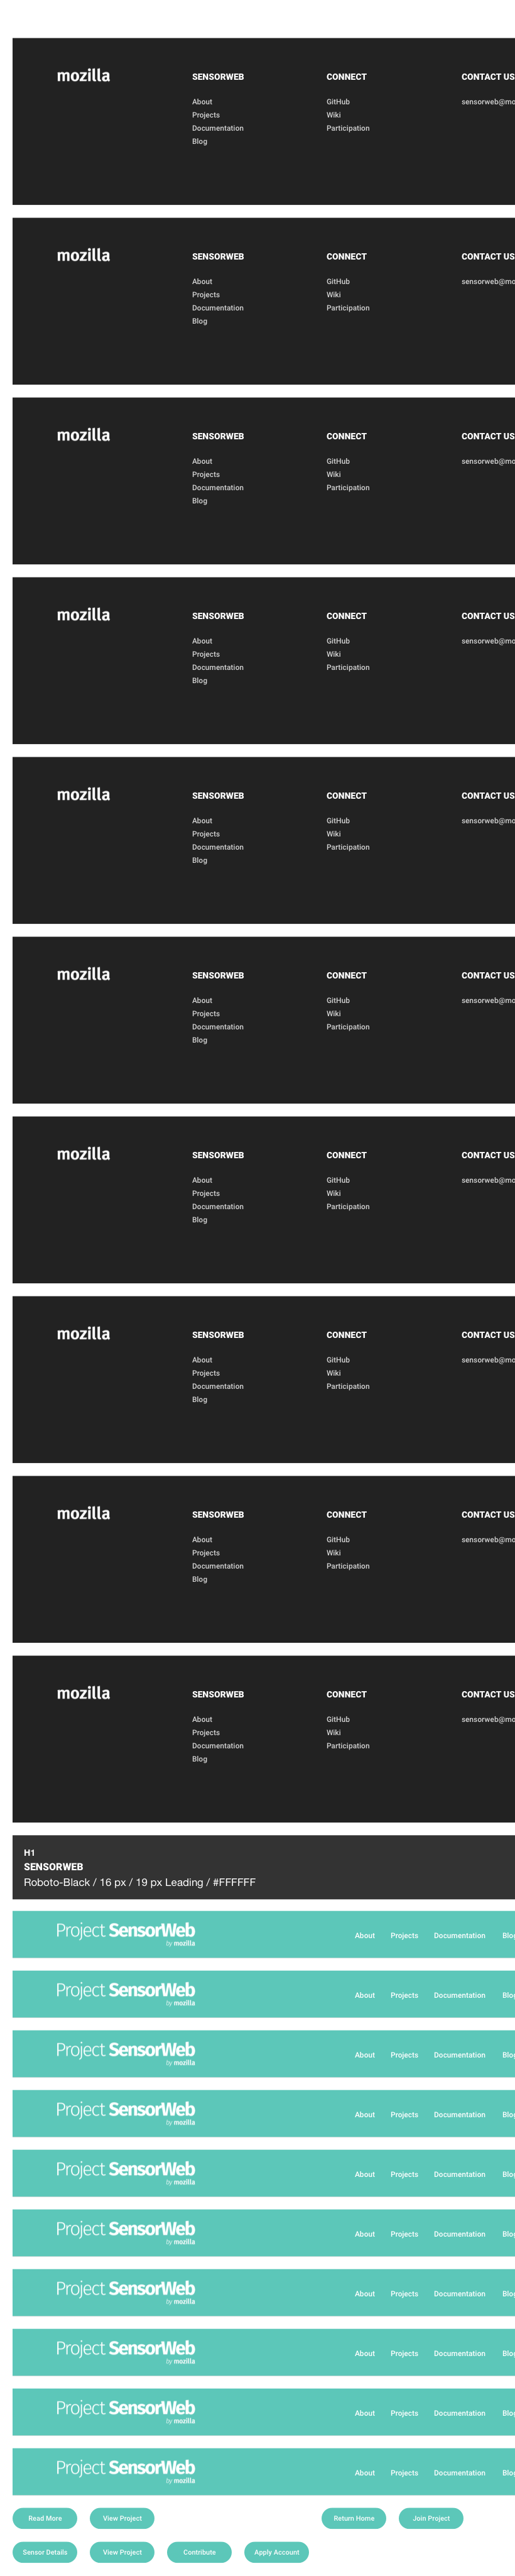 mozilla SENSORWEB CONNECT CONTACT US
About GitHub sensorweb@mo
Projects Wiki
Documentation Participation
Blog
mozilla SENSORWEB CONNECT CONTACT US
About GitHub sensorweb@mo
Projects Wiki
Documentation Participation
Blog
mozilla SENSORWEB CONNECT CONTACT US
About GitHub sensorweb@mo
Projects Wiki
Documentation Participation
Blog
mozilla SENSORWEB CONNECT CONTACT US
About GitHub sensorweb@mo
Projects Wiki
Documentation Participation
Blog
mozilla SENSORWEB CONNECT CONTACT US
About GitHub sensorweb@mo
Projects Wiki
Documentation Participation
Blog
mozilla SENSORWEB CONNECT CONTACT US
About GitHub sensorweb@mo
Projects Wiki
Documentation Participation
Blog
mozilla SENSORWEB CONNECT CONTACT US
About GitHub sensorweb@mo
Projects Wiki
Documentation Participation
Blog
mozilla SENSORWEB CONNECT CONTACT US
About GitHub sensorweb@mo
Projects Wiki
Documentation Participation
Blog
mozilla SENSORWEB CONNECT CONTACT US
About GitHub sensorweb@mo
Projects Wiki
Documentation Participation
Blog
mozilla SENSORWEB CONNECT CONTACT US
About GitHub sensorweb@mo
Projects Wiki
Documentation Participation
Blog
H1
SENSORWEB
Roboto-Black / 16 px / 19 px Leading / #FFFFFF
Project SensorWeb About Projects Documentation Blog
by mozilla
Project SensorWeb About Projects Documentation Blog
by mozilla
Project SensorWeb About Projects Documentation Blog
by mozilla
Project SensorWeb About Projects Documentation Blog
by mozilla
Project SensorWeb About Projects Documentation Blog
by mozilla
Project SensorWeb About Projects Documentation Blog
by mozilla
Project SensorWeb About Projects Documentation Blog
by mozilla
Project SensorWeb About Projects Documentation Blog
by mozilla
Project SensorWeb About Projects Documentation Blog
by mozilla
Project SensorWeb About Projects Documentation Blog
by mozilla
Read More View Project Return Home Join Project
Sensor Details View Project Contribute Apply Account